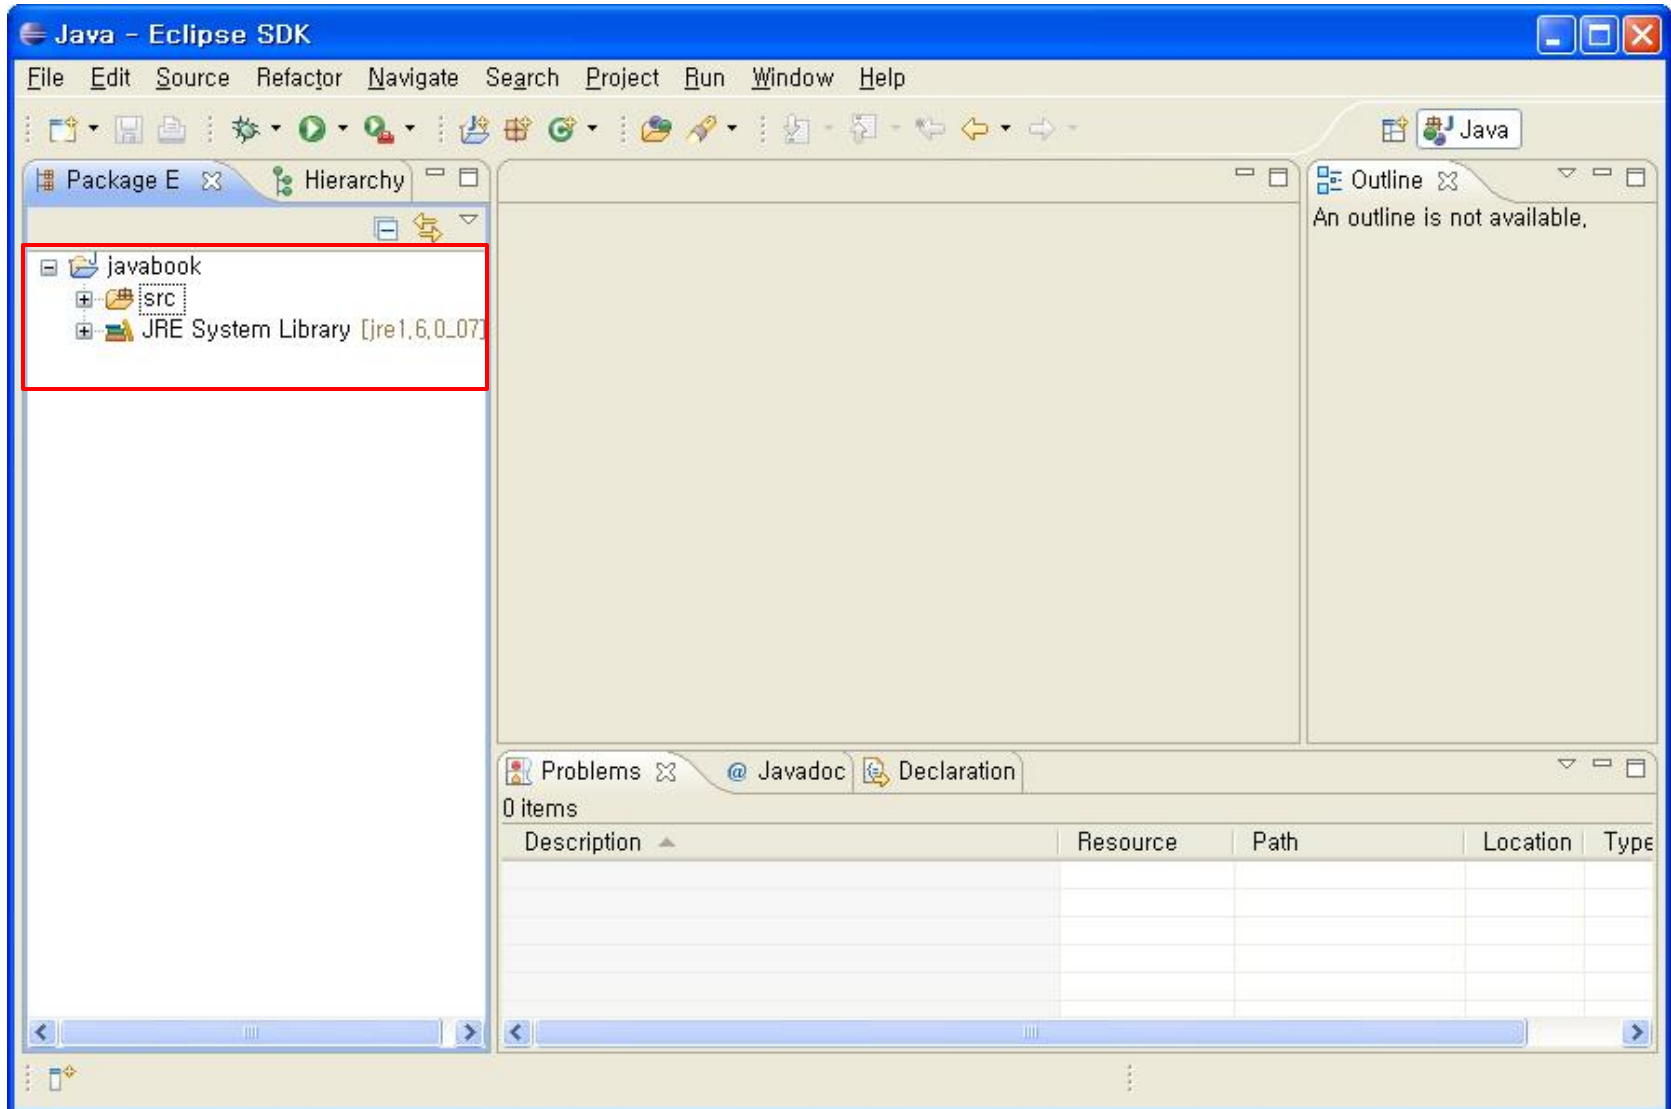 Java - Eclipse SDK
File Edit Source Refactor Navigate Search Project Run Window Help
Java
Package E Hierarchy
Outline
An outline is not available.
javabook
src
JRE System Library [jre1.6.0_07]
Problems @ Javadoc Declaration
0 items
Description Resource Path Location Type